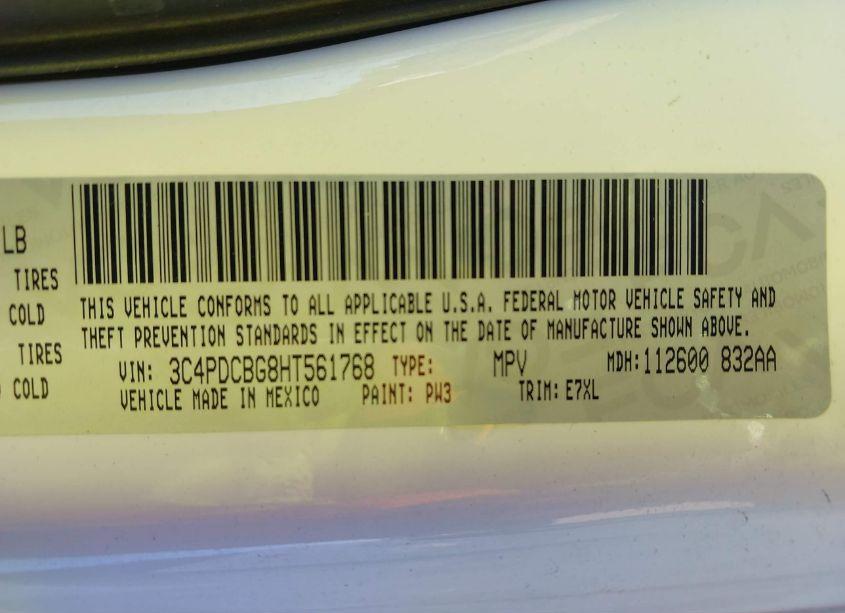 LB
TIRES
COLD
TIRES
COLD
THIS VEHICLE CONFORMS TO ALL APPLICABLE U.S.A. FEDERAL MOTOR VEHICLE SAFETY AND
THEFT PREVENTION STANDARDS IN EFFECT ON THE DATE OF MANUFACTURE SHOWN ABOVE.
VIN: 3C4PDCBG8HT561768 TYPE: MPV MDH:112600 832AA
VEHICLE MADE IN MEXICO PAINT: PW3 TRIM: E7XL